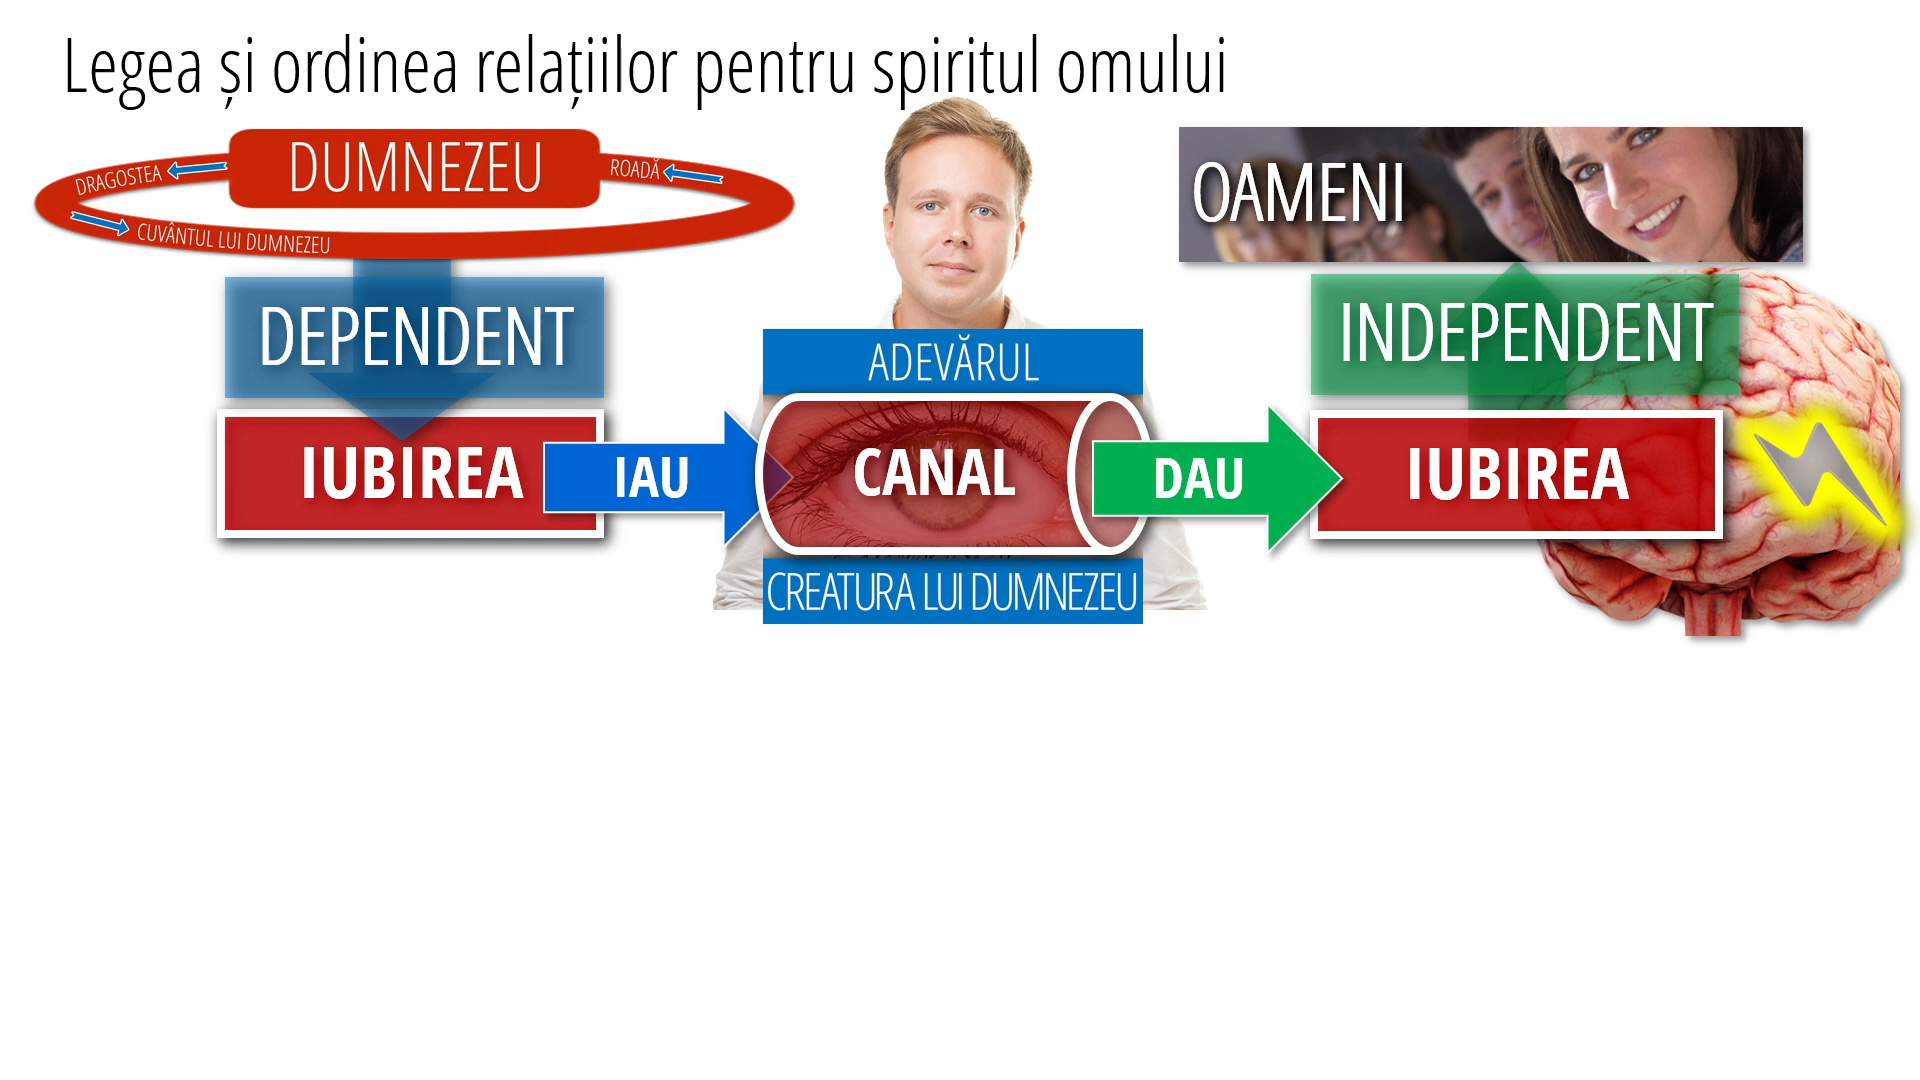 Legea și ordinea relațiilor pentru spiritul omului
DUMNEZEU
DRAGOSTEA
ROADĂ
CUVÂNTUL LUI DUMNEZEU
OAMENI
DEPENDENT
INDEPENDENT
ADEVĂRUL
IUBIREA
IAU
CANAL
DAU
IUBIREA
CREATURA LUI DUMNEZEU